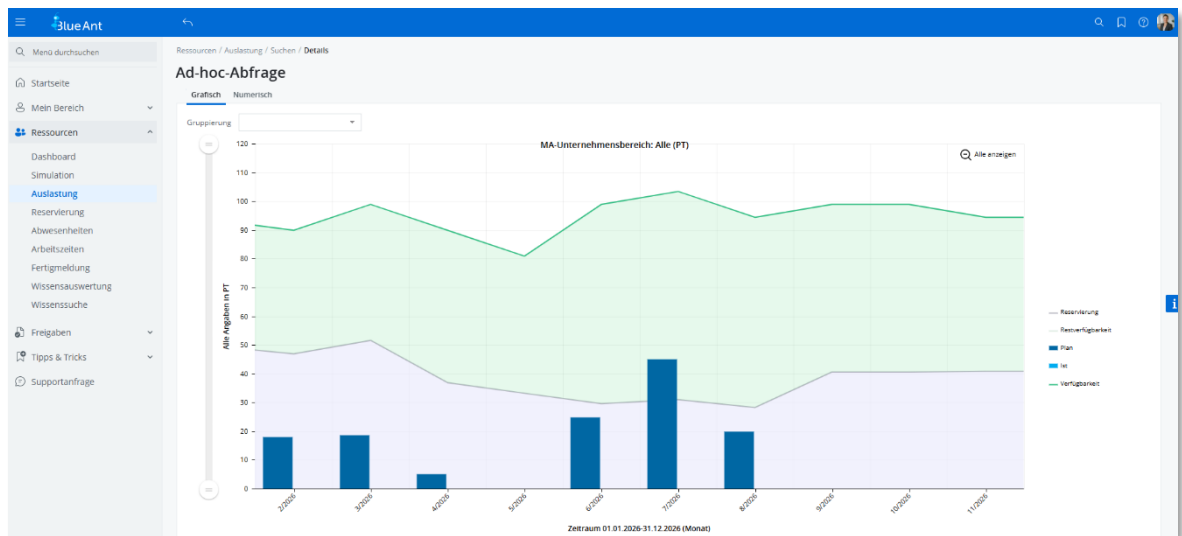 BlueAnt
Menü durchsuchen
Startseite
Mein Bereich
Ressourcen
Dashboard
Simulation
Auslastung
Reservierung
Abwesenheiten
Arbeitszeiten
Fertigmeldung
Wissensauswertung
Wissenssuche
Freigaben
Tipps & Tricks
Supportanfrage
Ressourcen / Auslastung / Suchen / Details
Ad-hoc-Abfrage
Grafisch Numerisch
Gruppierung
MA-Unternehmensbereich: Alle (PT)
Alle anzeigen
Alle Angaben in PT
120
110
100
90
80
70
60
50
40
30
20
10
0
2/2026 3/2026 4/2026 5/2026 6/2026 7/2026 8/2026 9/2026 10/2026 11/2026
Zeitraum 01.01.2026-31.12.2026 (Monat)
Reservierung
Restverfügbarkeit
Plan
Ist
Verfügbarkeit
i